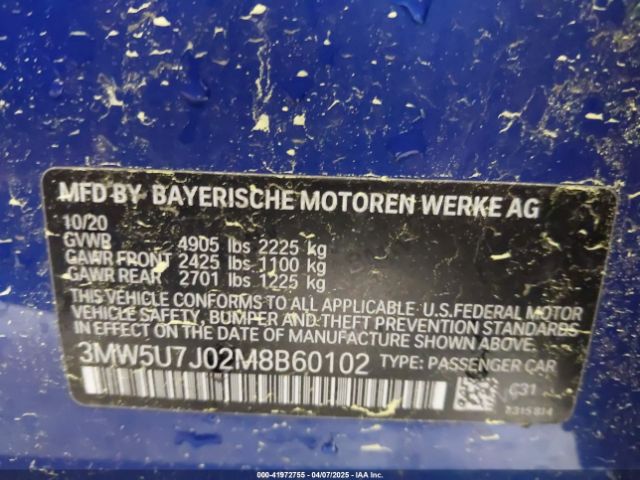 MFD BY BAYERISCHE MOTOREN WERKE AG
10/20
GVWR 4905 lbs 2225 kg
GAWR FRONT 2425 lbs 1100 kg
GAWR REAR 2701 lbs 1225 kg
THIS VEHICLE CONFORMS TO ALL APPLICABLE U.S.FEDERAL MOTOR
VEHICLE SAFETY, BUMPER AND THEFT PREVENTION STANDARDS
IN EFFECT ON THE DATE OF MANUFACTURE SHOWN ABOVE.
3MW5U7J02M8B60102 TYPE: PASSENGER CAR
C31
7315 814
000-41972755 - 04/07/2025 - IAA Inc.